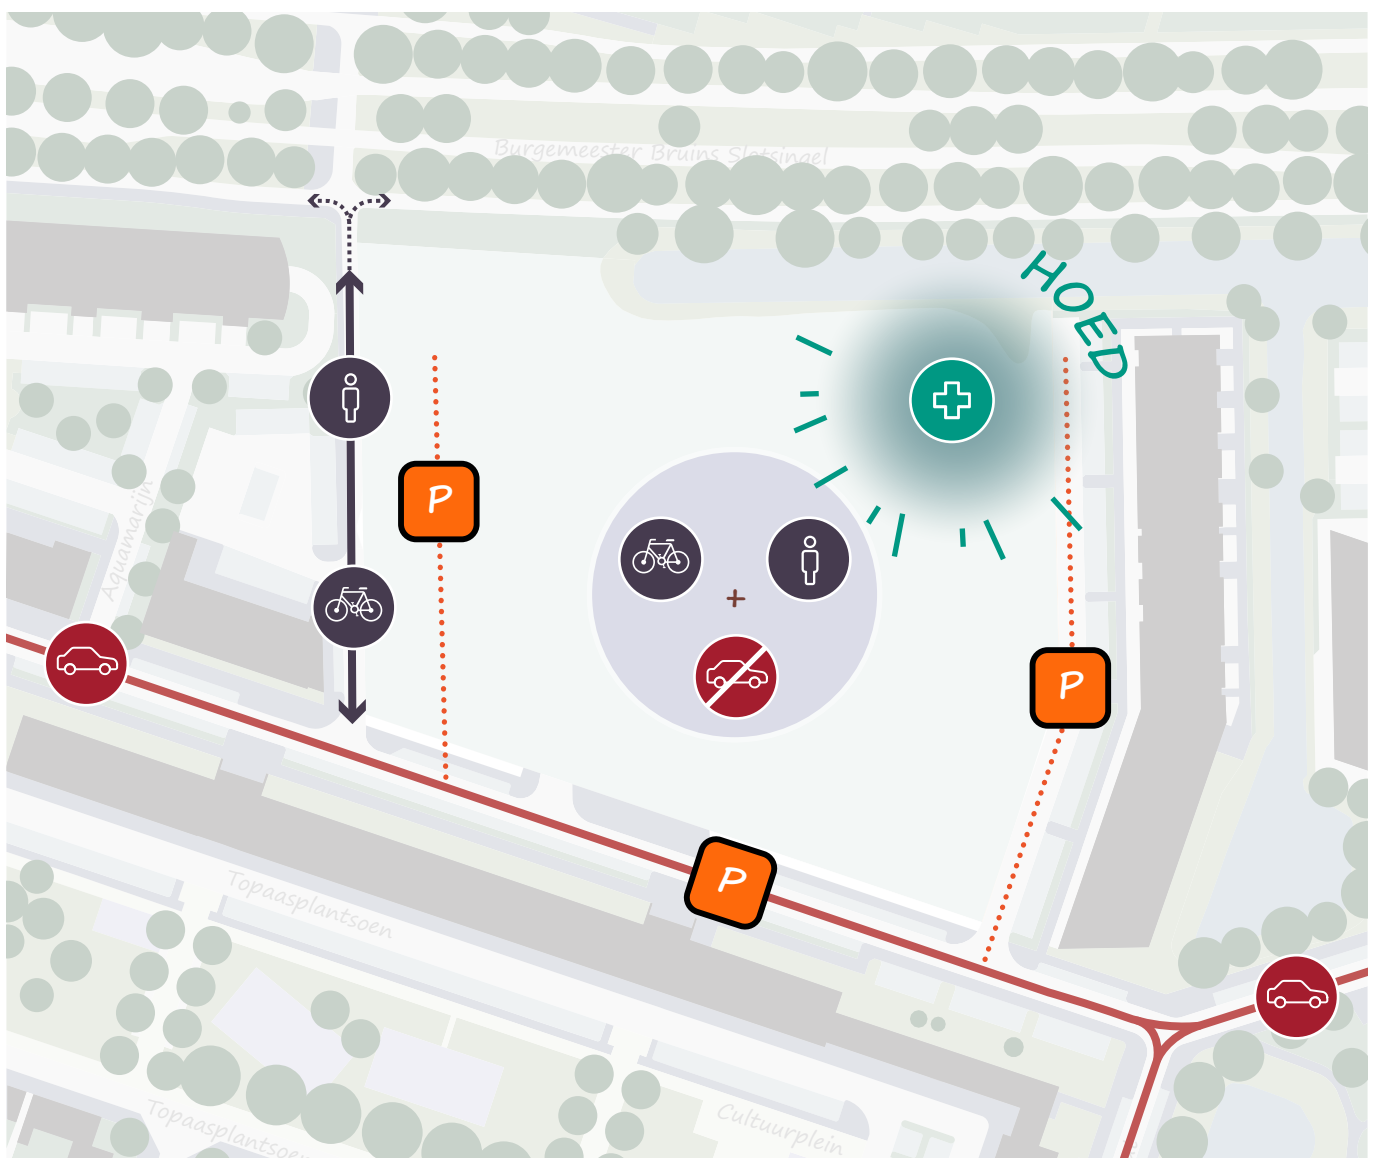 Burgemeester Bruins Slotsingel
HOED
P
Aquamarijn
P
P
Topaasplantsoen
Topaasplantsoen
Cultuurplein